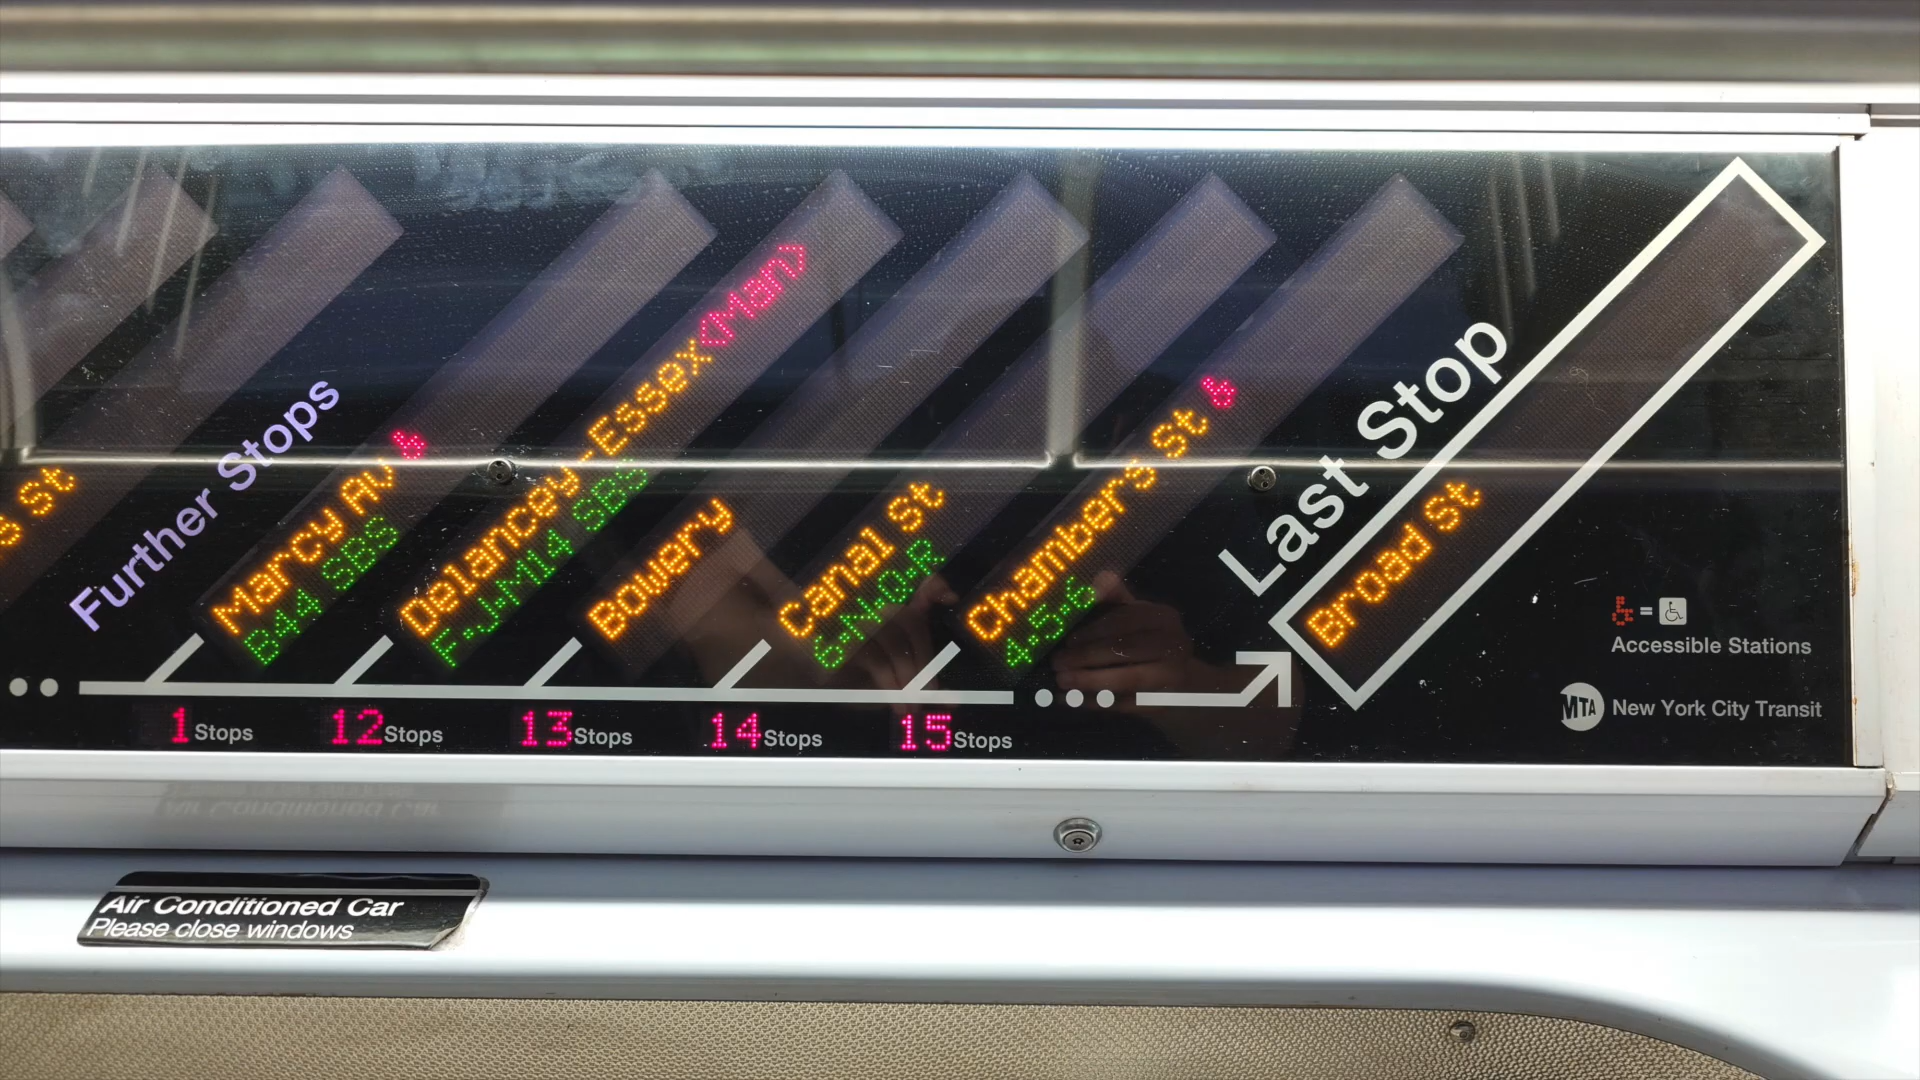 s St
Further Stops
Marcy Av
B44 SBS
Delancey-Essex<Man>
F-J-M14 SBS
Bowery
Canal St
6-N-Q-R
Chambers St
4-5-6
Last Stop
Broad St
1 Stops
12 Stops
13 Stops
14 Stops
15 Stops
=
Accessible Stations
MTA New York City Transit
Air Conditioned Car
Please close windows